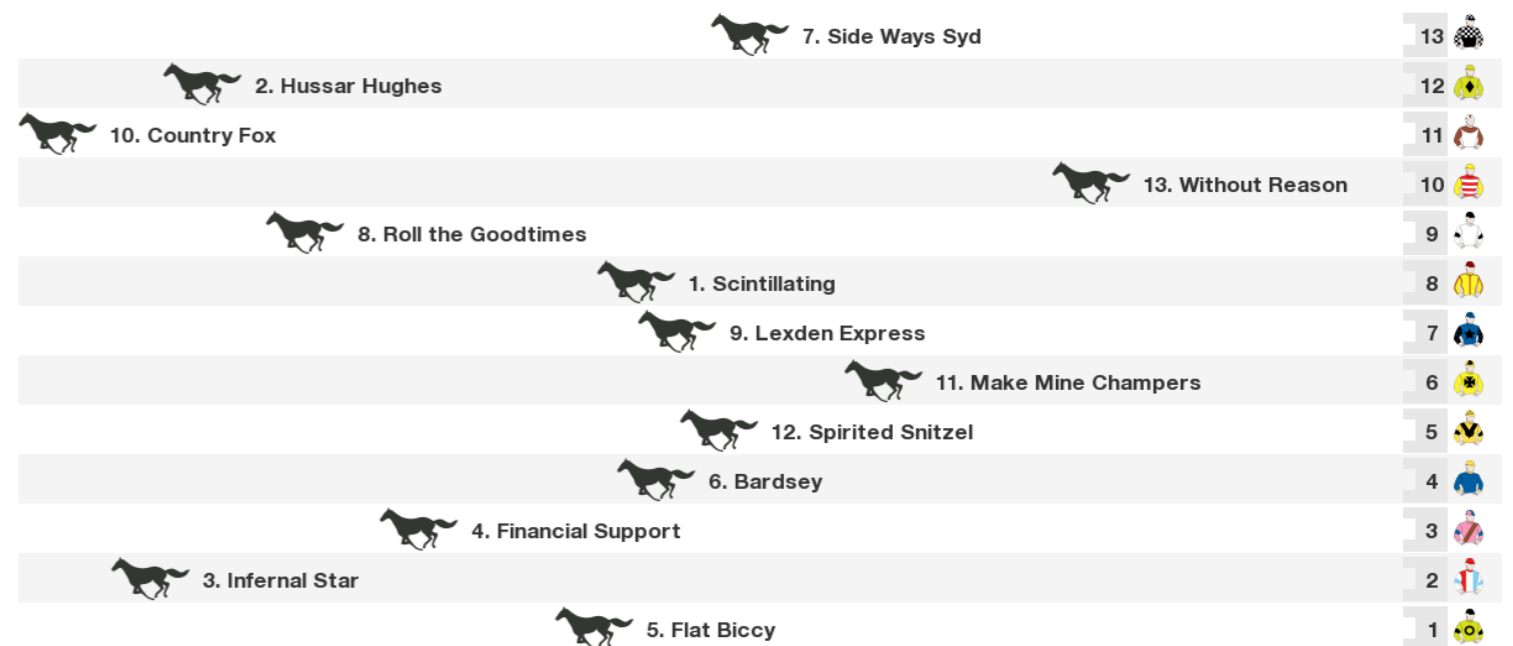 7. Side Ways Syd 13
2. Hussar Hughes 12
10. Country Fox 11
13. Without Reason 10
8. Roll the Goodtimes 9
1. Scintillating 8
9. Lexden Express 7
11. Make Mine Champers 6
12. Spirited Snitzel 5
6. Bardsey 4
4. Financial Support 3
3. Infernal Star 2
5. Flat Biccy 1